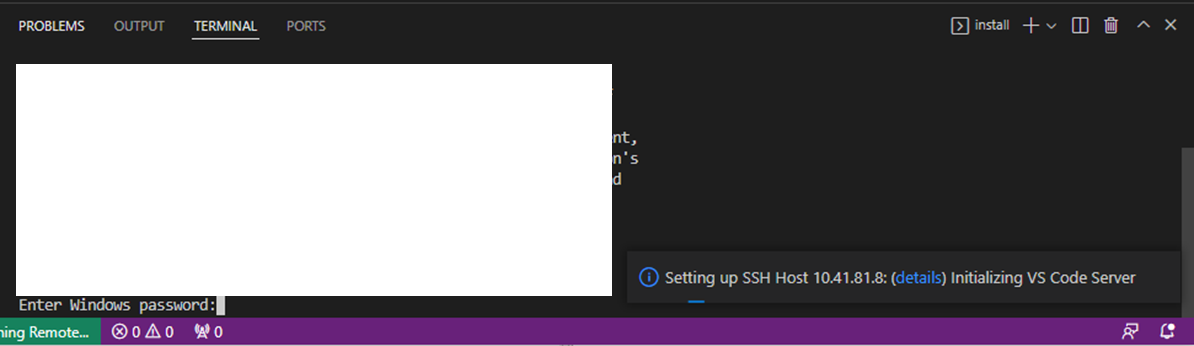 PROBLEMS OUTPUT TERMINAL PORTS install
nt,
n's
d
Setting up SSH Host 10.41.81.8: (details) Initializing VS Code Server
Enter Windows password:
ning Remote... 0 0 0